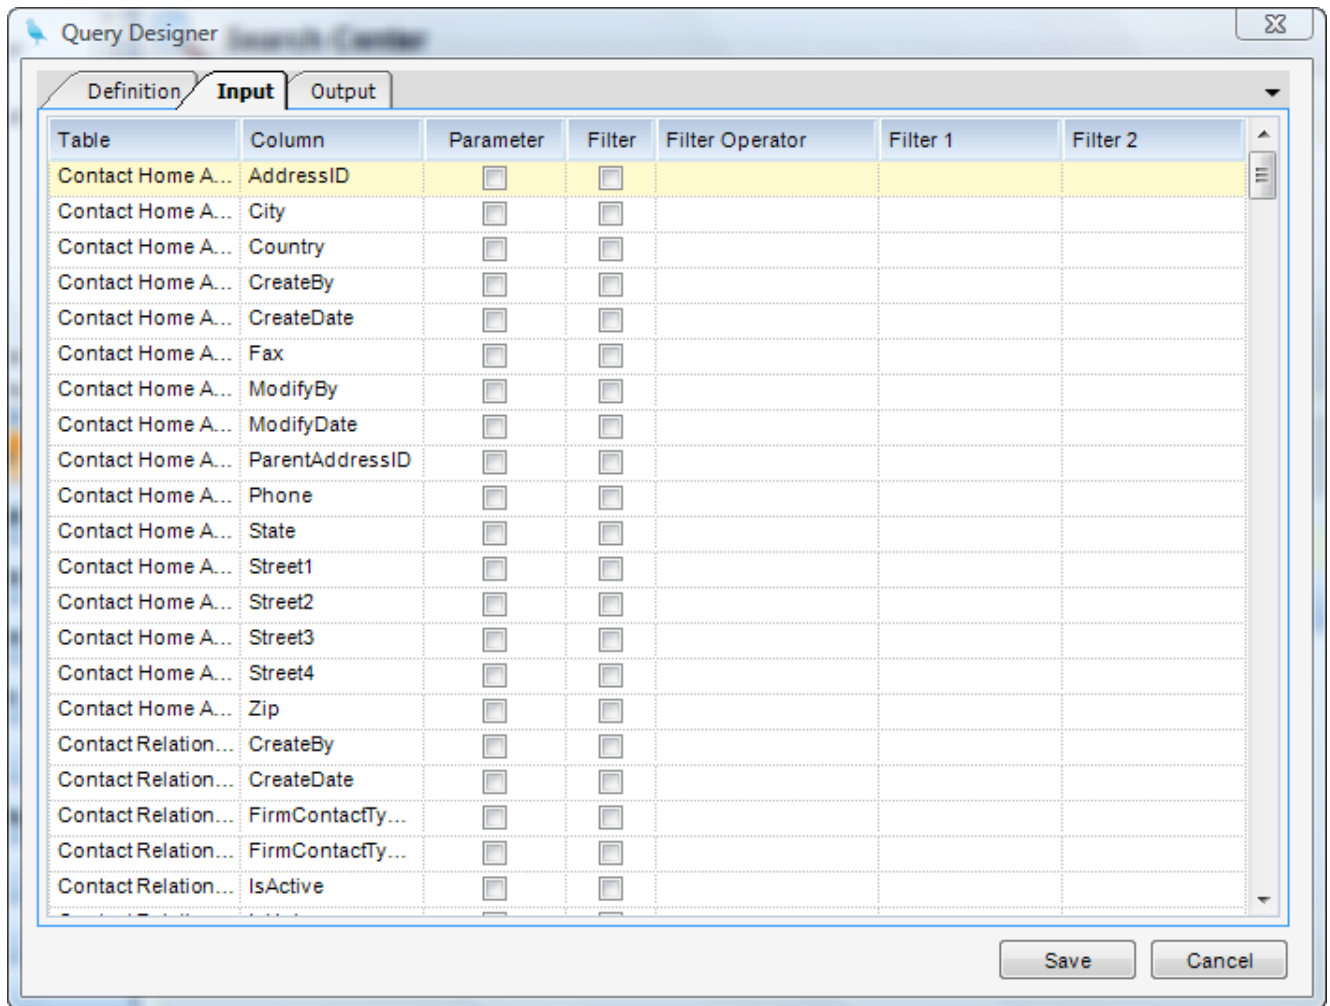 Query Designer
Search Center
Definition Input Output
Table Column Parameter Filter Filter Operator Filter 1 Filter 2
Contact Home A... AddressID
Contact Home A... City
Contact Home A... Country
Contact Home A... CreateBy
Contact Home A... CreateDate
Contact Home A... Fax
Contact Home A... ModifyBy
Contact Home A... ModifyDate
Contact Home A... ParentAddressID
Contact Home A... Phone
Contact Home A... State
Contact Home A... Street1
Contact Home A... Street2
Contact Home A... Street3
Contact Home A... Street4
Contact Home A... Zip
Contact Relation... CreateBy
Contact Relation... CreateDate
Contact Relation... FirmContactTy...
Contact Relation... FirmContactTy...
Contact Relation... IsActive
Save Cancel